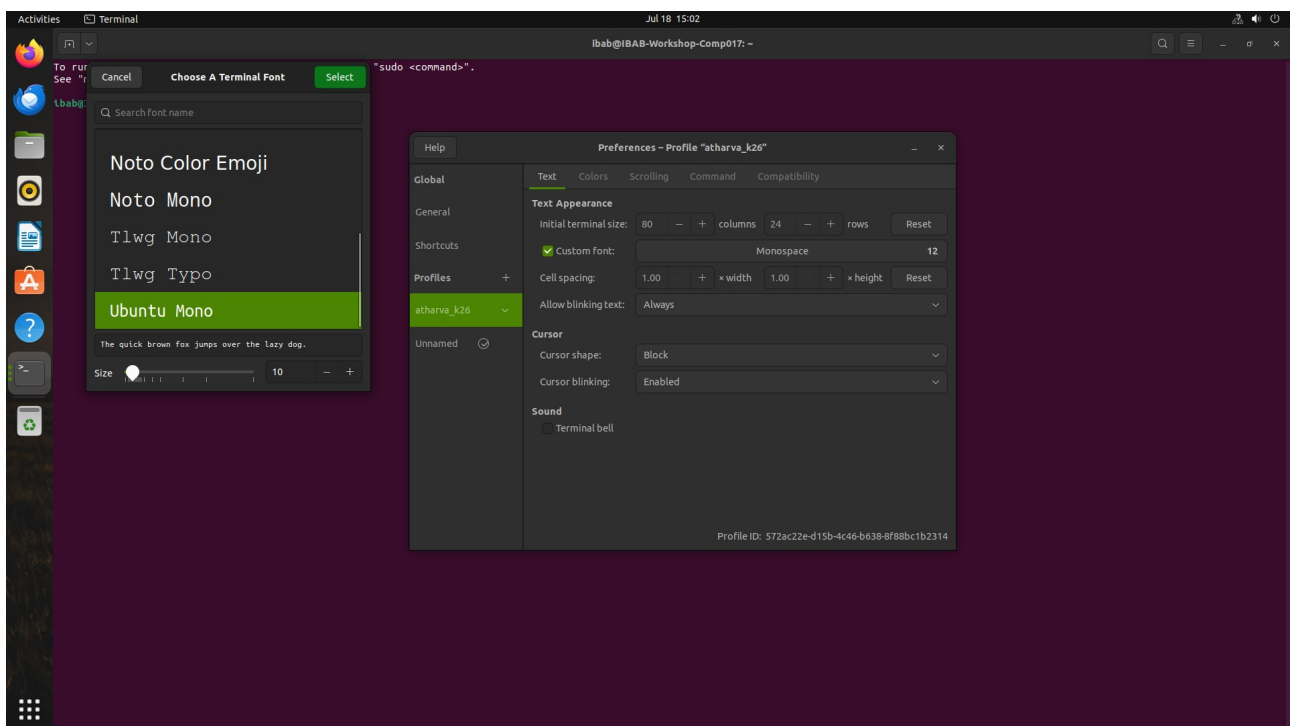 Activities Terminal Jul 18 15:02
ibab@IBAB-Workshop-Comp017: ~
To run "sudo <command>".
See "
ibab@
Cancel Choose A Terminal Font Select
Search font name
Noto Color Emoji
Noto Mono
Tlwg Mono
Tlwg Typo
Ubuntu Mono
The quick brown fox jumps over the lazy dog.
Size 10 – +
Help Preferences – Profile “atharva_k26”
Global
General
Shortcuts
Profiles +
atharva_k26
Unnamed
Text Colors Scrolling Command Compatibility
Text Appearance
Initial terminal size: 80 – + columns 24 – + rows Reset
Custom font: Monospace 12
Cell spacing: 1.00 + × width 1.00 + × height Reset
Allow blinking text: Always
Cursor
Cursor shape: Block
Cursor blinking: Enabled
Sound
Terminal bell
Profile ID: 572ac22e-d15b-4c46-b638-8f88bc1b2314